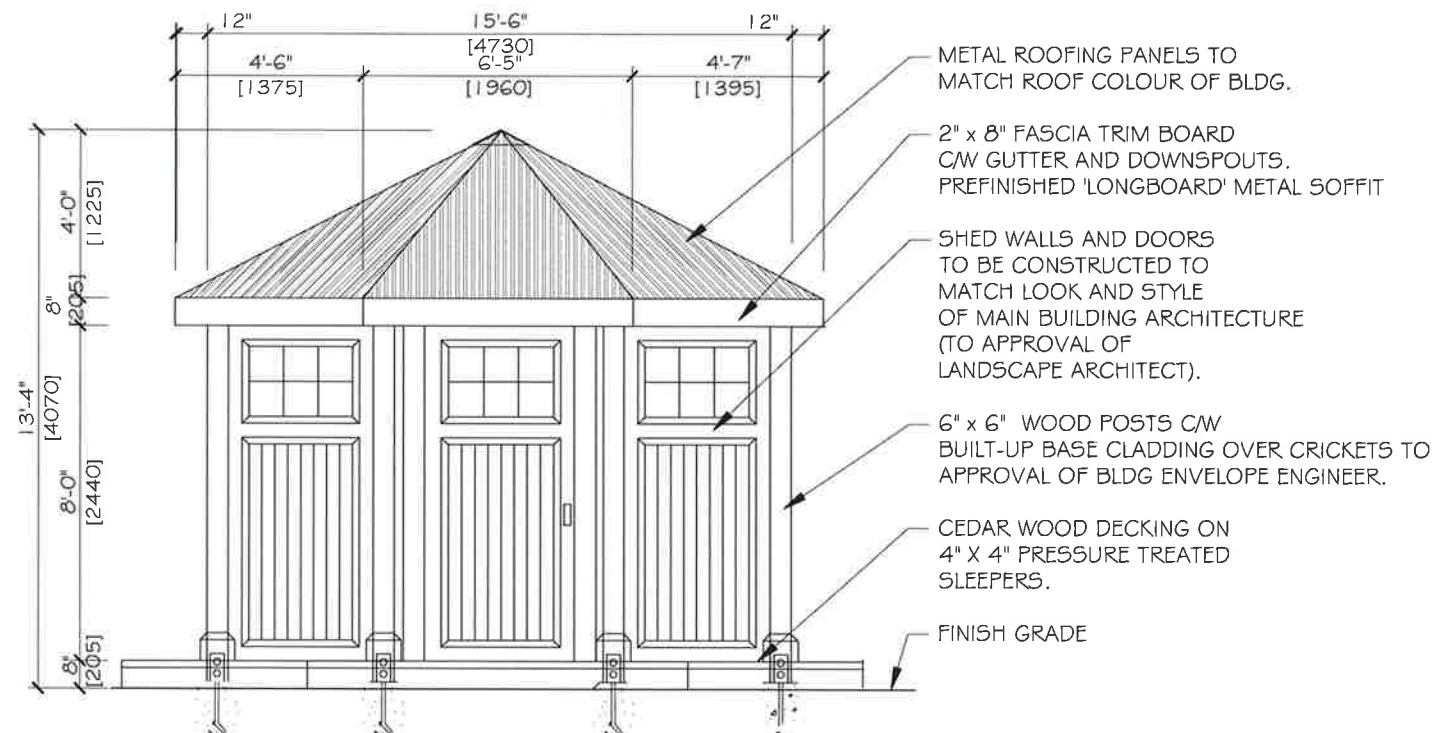 12" 15'-6" 12"
[4730]
4'-6" 6'-5" 4'-7"
[1375] [1960] [1395]
METAL ROOFING PANELS TO
MATCH ROOF COLOUR OF BLDG.
2" x 8" FASCIA TRIM BOARD
C/W GUTTER AND DOWNSPOUTS.
PREFINISHED 'LONGBOARD' METAL SOFFIT
SHED WALLS AND DOORS
TO BE CONSTRUCTED TO
MATCH LOOK AND STYLE
OF MAIN BUILDING ARCHITECTURE
(TO APPROVAL OF
LANDSCAPE ARCHITECT).
6" x 6" WOOD POSTS C/W
BUILT-UP BASE CLADDING OVER CRICKETS TO
APPROVAL OF BLDG ENVELOPE ENGINEER.
CEDAR WOOD DECKING ON
4" X 4" PRESSURE TREATED
SLEEPERS.
FINISH GRADE
13'-4"
[4070]
4'-0"
[1225]
8"
[205]
8'-0"
[2440]
8"
[205]